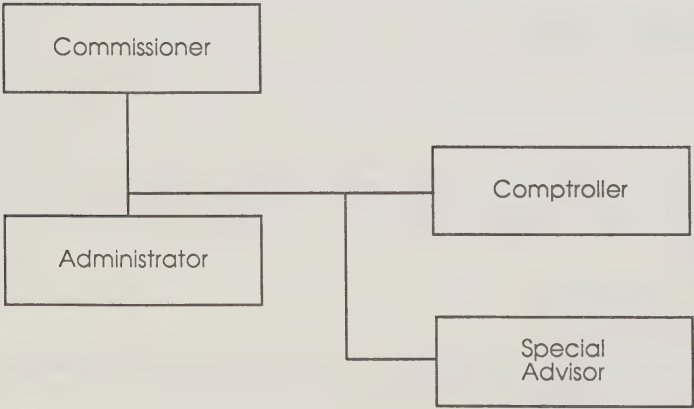 Commissioner
Comptroller
Administrator
Special
Advisor